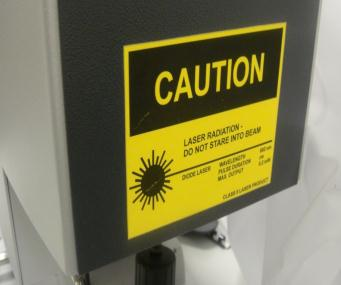 CAUTION
LASER RADIATION -
DO NOT STARE INTO BEAM
DIODE LASER
WAVELENGTH
PULSE DURATION
MAX. OUTPUT
CLASS II LASER PRODUCT